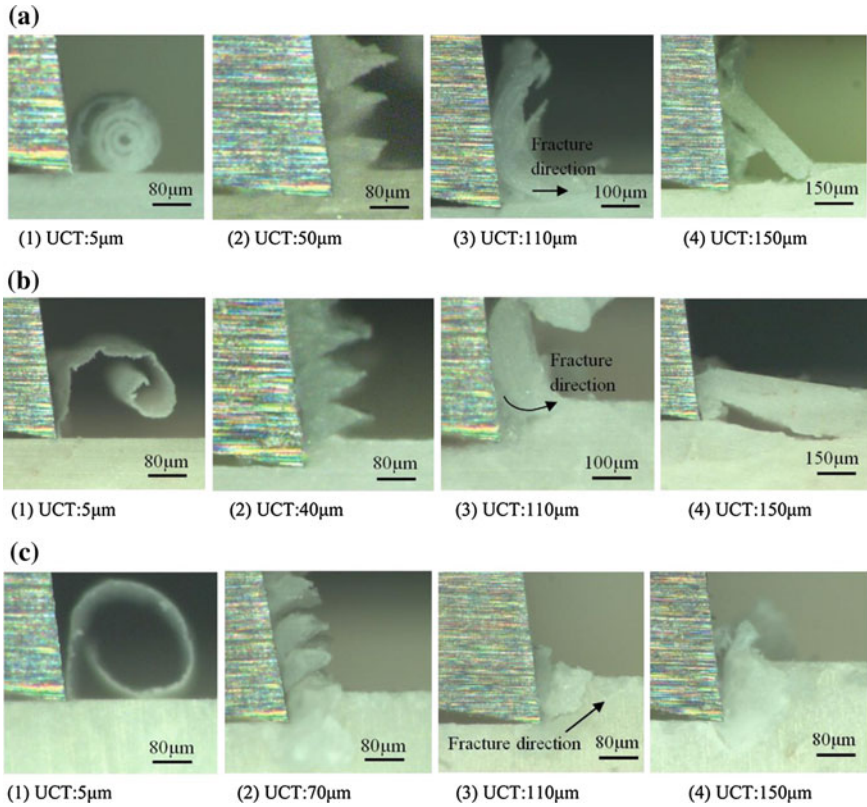 (a)
80μm
80μm
Fracture
direction
100μm
150μm
(1) UCT:5μm
(2) UCT:50μm
(3) UCT:110μm
(4) UCT:150μm
(b)
80μm
80μm
Fracture
direction
100μm
150μm
(1) UCT:5μm
(2) UCT:40μm
(3) UCT:110μm
(4) UCT:150μm
(c)
80μm
80μm
Fracture direction
80μm
80μm
(1) UCT:5μm
(2) UCT:70μm
(3) UCT:110μm
(4) UCT:150μm